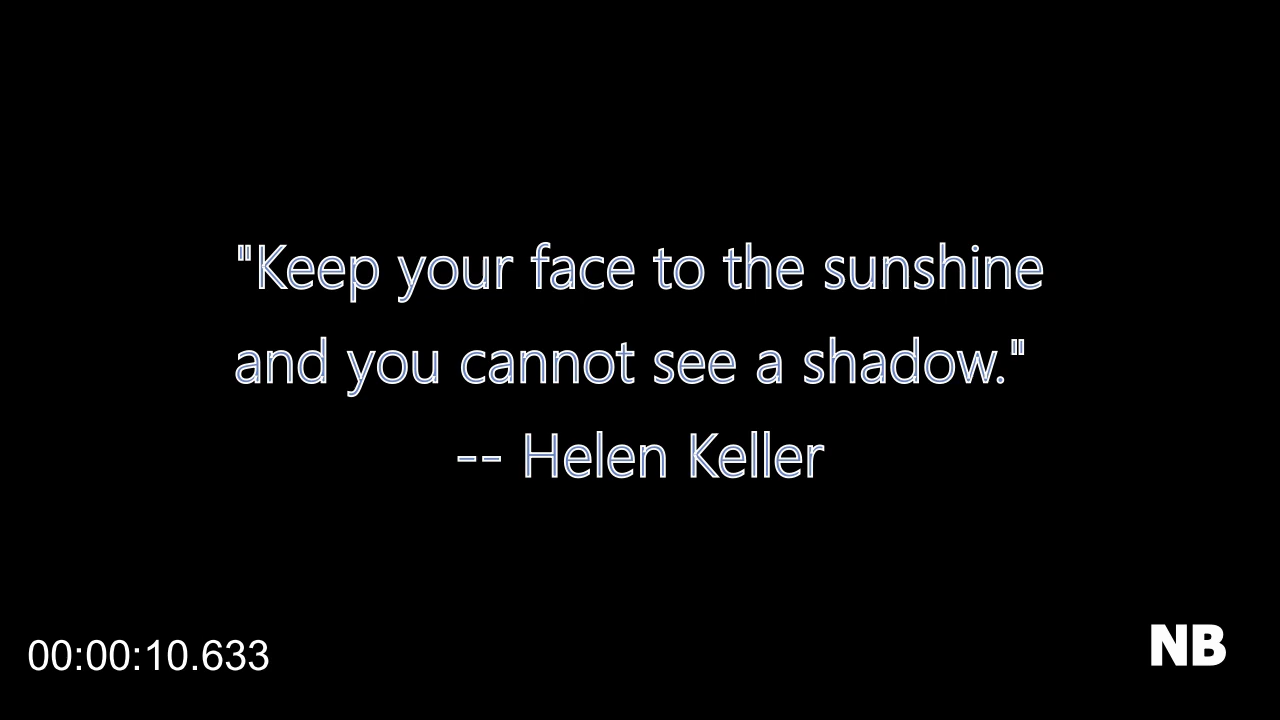 "Keep your face to the sunshine
and you cannot see a shadow."
-- Helen Keller
00:00:10.633
NB